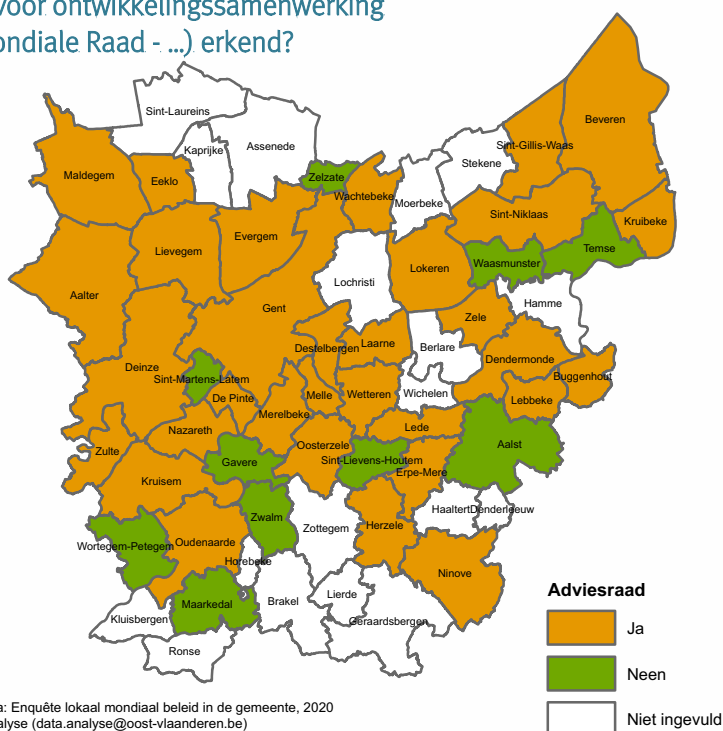 voor ontwikkelingssamenwerking
ondiale Raad - ...) erkend?
Sint-Laureins
Kaprijke
Assenede
Maldegem
Eeklo
Zelzate
Wachtebeke
Moerbeke
Stekene
Sint-Gillis-Waas
Beveren
Sint-Niklaas
Kruibeke
Temse
Waasmunster
Lievegem
Evergem
Lochristi
Lokeren
Aalter
Gent
Hamme
Zele
Destelbergen
Laarne
Berlare
Dendermonde
Deinze
Sint-Martens-Latem
De Pinte
Melle
Wetteren
Wichelen
Buggenhout
Lebbeke
Merelbeke
Nazareth
Lede
Oosterzele
Aalst
Zulte
Gavere
Sint-Lievens-Houtem
Erpe-Mere
Kruisem
Haaltert
Denderleeuw
Zwalm
Zottegem
Herzele
Wortegem-Petegem
Oudenaarde
Horebeke
Ninove
Maarkedal
Brakel
Lierde
Kluisbergen
Geraardsbergen
Ronse
Adviesraad
Ja
Neen
Niet ingevuld
a: Enquête lokaal mondiaal beleid in de gemeente, 2020
alyse (data.analyse@oost-vlaanderen.be)